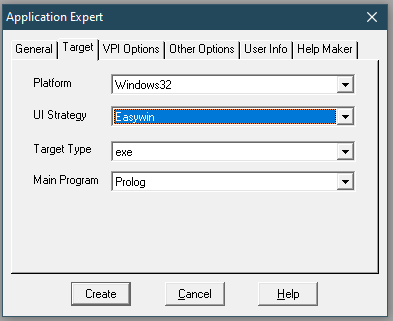 Application Expert
General Target VPI Options Other Options User Info Help Maker
Platform Windows32
UI Strategy Easywin
Target Type exe
Main Program Prolog
Create Cancel Help